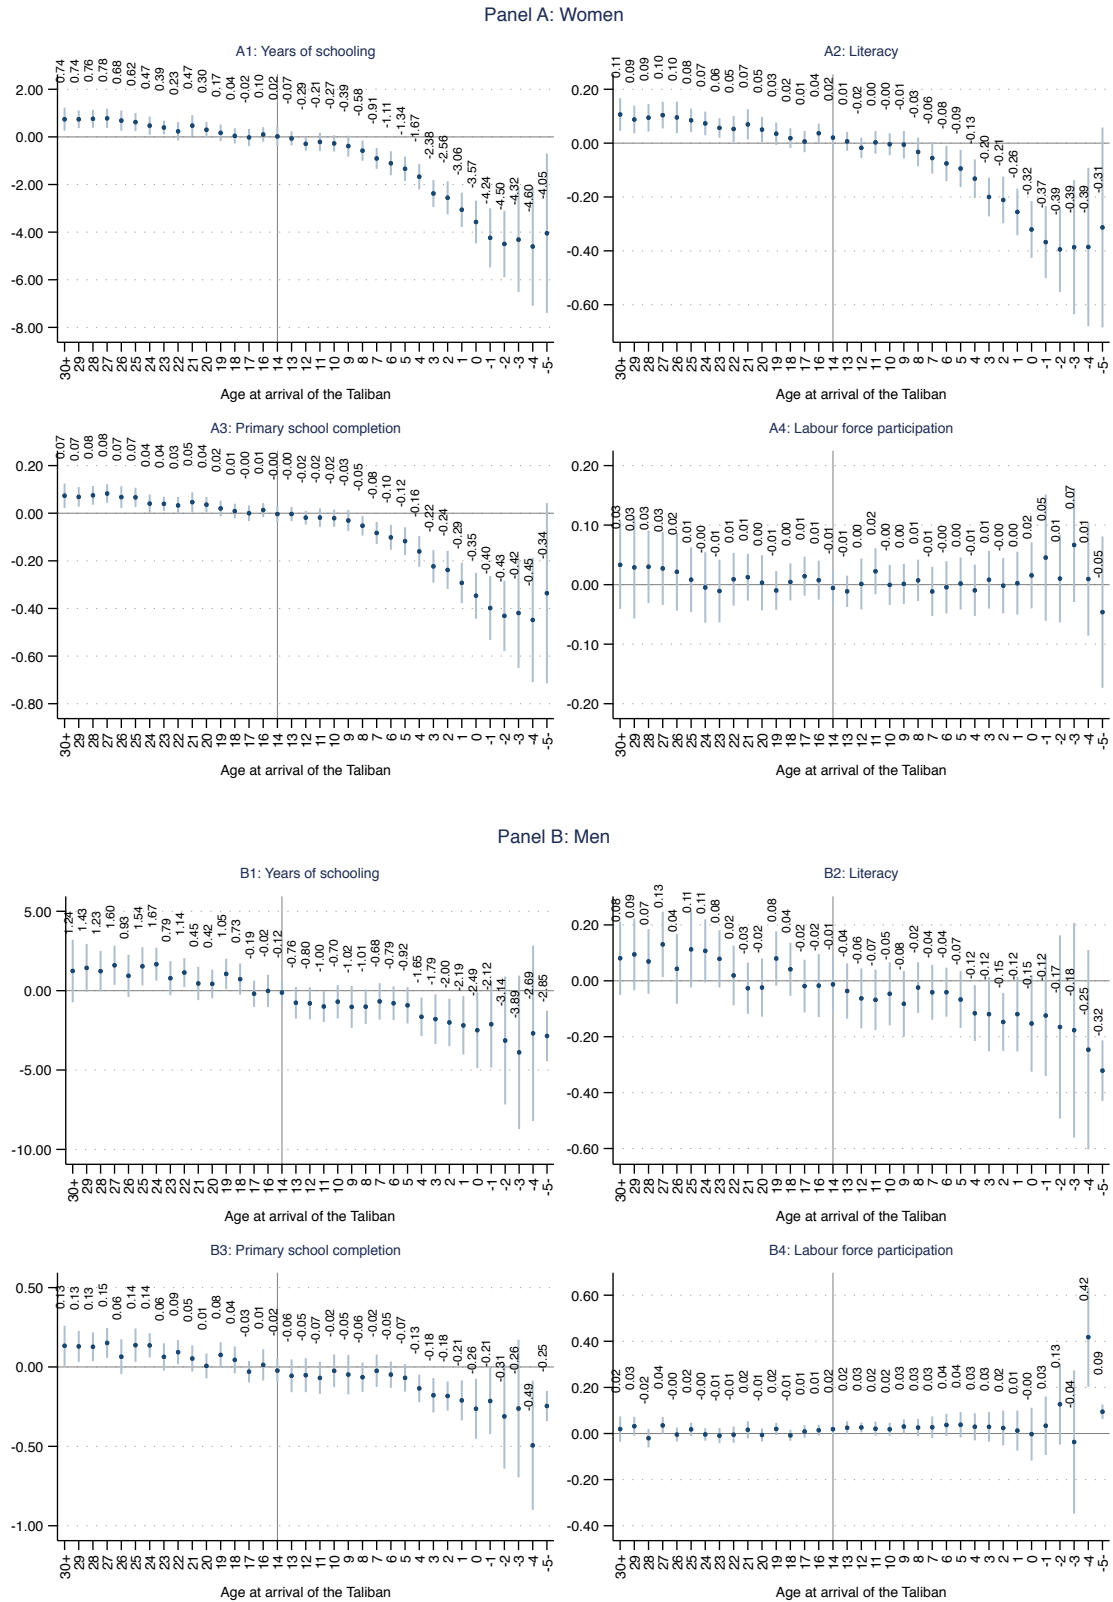 Panel A: Women
A1: Years of schooling
0.74 0.74 0.76 0.78 0.68 0.62 0.47 0.39 0.23 0.47 0.30 0.17 0.04 -0.02 0.10 0.02 -0.07 -0.29 -0.21 -0.27 -0.39 -0.58 -0.91 -1.11 -1.34 -1.67 -2.38 -2.56 -3.06 -3.57 -4.24 -4.50 -4.32 -4.60 -4.05
2.00
0.00
-2.00
-4.00
-6.00
-8.00
30+ 29 28 27 26 25 24 23 22 21 20 19 18 17 16 14 13 12 11 10 9 8 7 6 5 4 3 2 1 0 -1 -2 -3 -4 -5-
Age at arrival of the Taliban
A2: Literacy
0.11 0.09 0.09 0.10 0.10 0.08 0.07 0.06 0.05 0.07 0.05 0.03 0.02 0.01 0.04 0.02 0.01 -0.02 0.00 -0.00 -0.01 -0.03 -0.06 -0.08 -0.09 -0.13 -0.20 -0.21 -0.26 -0.32 -0.37 -0.39 -0.39 -0.39 -0.31
0.20
0.00
-0.20
-0.40
-0.60
30+ 29 28 27 26 25 24 23 22 21 20 19 18 17 16 14 13 12 11 10 9 8 7 6 5 4 3 2 1 0 -1 -2 -3 -4 -5-
Age at arrival of the Taliban
A3: Primary school completion
0.07 0.07 0.08 0.08 0.07 0.07 0.04 0.04 0.03 0.05 0.04 0.02 0.01 -0.00 0.01 -0.00 -0.00 -0.02 -0.02 -0.02 -0.03 -0.05 -0.08 -0.10 -0.12 -0.16 -0.22 -0.24 -0.29 -0.35 -0.40 -0.43 -0.42 -0.45 -0.34
0.20
0.00
-0.20
-0.40
-0.60
-0.80
30+ 29 28 27 26 25 24 23 22 21 20 19 18 17 16 14 13 12 11 10 9 8 7 6 5 4 3 2 1 0 -1 -2 -3 -4 -5-
Age at arrival of the Taliban
A4: Labour force participation
0.03 0.03 0.03 0.03 0.02 0.01 -0.00 -0.01 0.01 0.01 0.00 -0.01 0.00 0.01 0.01 -0.01 -0.01 0.00 0.02 -0.00 0.00 0.01 -0.01 -0.00 0.00 -0.01 0.01 -0.00 0.00 0.02 0.05 0.01 0.07 0.01 -0.05
0.20
0.10
0.00
-0.10
-0.20
30+ 29 28 27 26 25 24 23 22 21 20 19 18 17 16 14 13 12 11 10 9 8 7 6 5 4 3 2 1 0 -1 -2 -3 -4 -5-
Age at arrival of the Taliban
Panel B: Men
B1: Years of schooling
1.24 1.43 1.23 1.60 0.93 1.54 1.67 0.79 1.14 0.45 0.42 1.05 0.73 -0.19 -0.02 -0.12 -0.76 -0.80 -1.00 -0.70 -1.02 -1.01 -0.68 -0.79 -0.92 -1.65 -1.79 -2.00 -2.19 -2.49 -2.12 -3.14 -3.89 -2.69 -2.85
5.00
0.00
-5.00
-10.00
30+ 29 28 27 26 25 24 23 22 21 20 19 18 17 16 14 13 12 11 10 9 8 7 6 5 4 3 2 1 0 -1 -2 -3 -4 -5-
Age at arrival of the Taliban
B2: Literacy
0.08 0.09 0.07 0.13 0.04 0.11 0.11 0.08 0.02 -0.03 -0.02 0.08 0.04 -0.02 -0.02 -0.01 -0.04 -0.06 -0.07 -0.05 -0.08 -0.02 -0.04 -0.04 -0.07 -0.12 -0.12 -0.15 -0.12 -0.15 -0.12 -0.17 -0.18 -0.25 -0.32
0.20
0.00
-0.20
-0.40
-0.60
30+ 29 28 27 26 25 24 23 22 21 20 19 18 17 16 14 13 12 11 10 9 8 7 6 5 4 3 2 1 0 -1 -2 -3 -4 -5-
Age at arrival of the Taliban
B3: Primary school completion
0.13 0.13 0.13 0.15 0.06 0.14 0.14 0.06 0.09 0.05 0.01 0.08 0.04 -0.03 0.01 -0.02 -0.06 -0.05 -0.07 -0.02 -0.05 -0.06 -0.02 -0.05 -0.07 -0.13 -0.18 -0.18 -0.21 -0.26 -0.21 -0.31 -0.26 -0.49 -0.25
0.50
0.00
-0.50
-1.00
30+ 29 28 27 26 25 24 23 22 21 20 19 18 17 16 14 13 12 11 10 9 8 7 6 5 4 3 2 1 0 -1 -2 -3 -4 -5-
Age at arrival of the Taliban
B4: Labour force participation
0.02 0.03 -0.02 0.04 -0.00 0.02 -0.00 -0.01 -0.01 0.02 -0.01 0.02 -0.01 0.01 0.01 0.02 0.02 0.03 0.02 0.02 0.03 0.03 0.03 0.04 0.04 0.03 0.03 0.02 0.01 -0.00 0.03 0.13 -0.04 0.42 0.09
0.60
0.40
0.20
0.00
-0.20
-0.40
30+ 29 28 27 26 25 24 23 22 21 20 19 18 17 16 14 13 12 11 10 9 8 7 6 5 4 3 2 1 0 -1 -2 -3 -4 -5-
Age at arrival of the Taliban